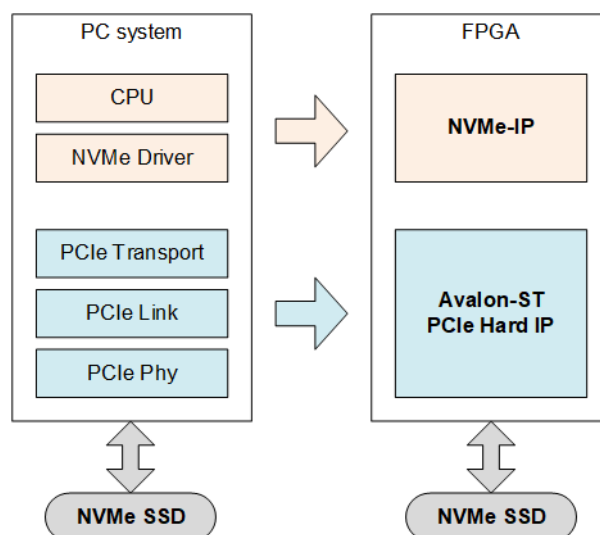 PC system
CPU
NVMe Driver
PCIe Transport
PCIe Link
PCIe Phy
NVMe SSD
FPGA
NVMe-IP
Avalon-ST
PCIe Hard IP
NVMe SSD